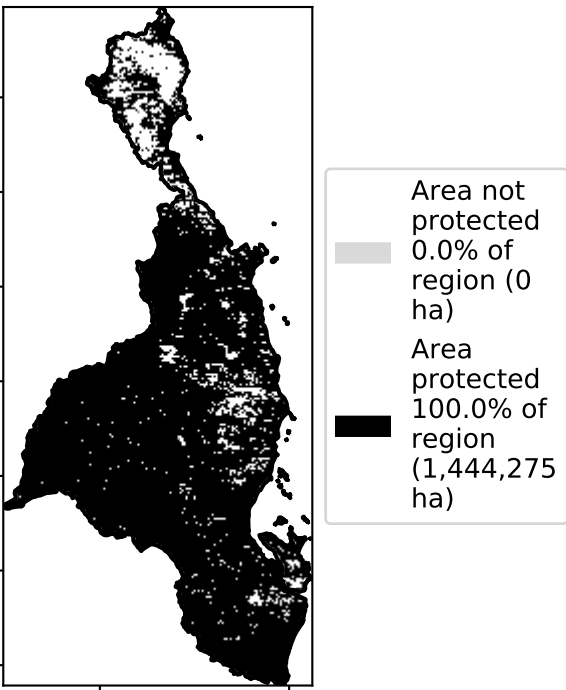 Area not
protected
0.0% of
region (0
ha)
Area
protected
100.0% of
region
(1,444,275
ha)